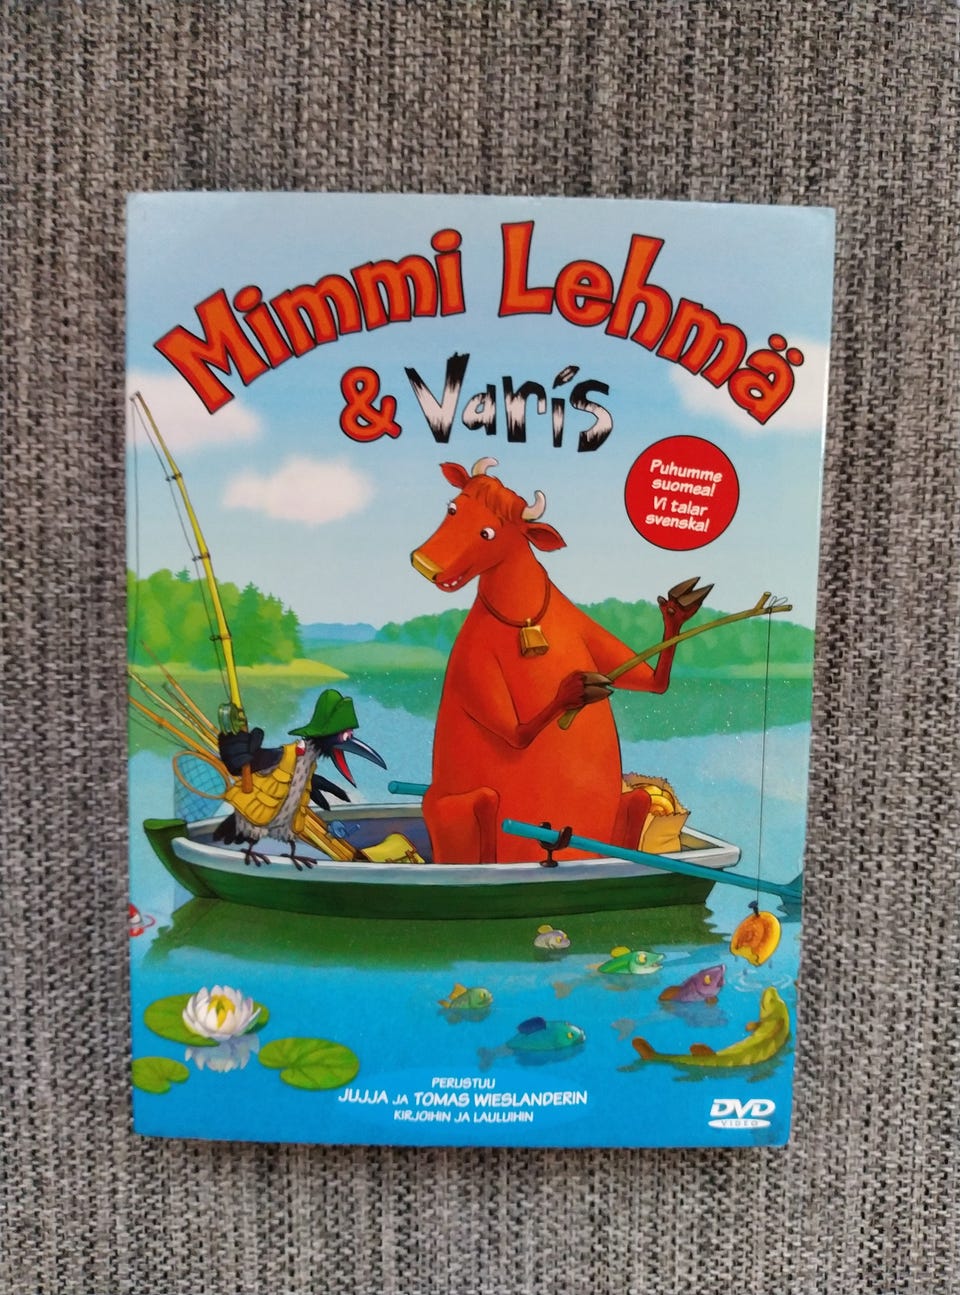 Mimmi Lehmä
& Varis
Puhumme
suomea!
Vi talar
svenska!
PERUSTUU
JUJJA JA TOMAS WIESLANDERIN
KIRJOIHIN JA LAULUIHIN
DVD
VIDEO